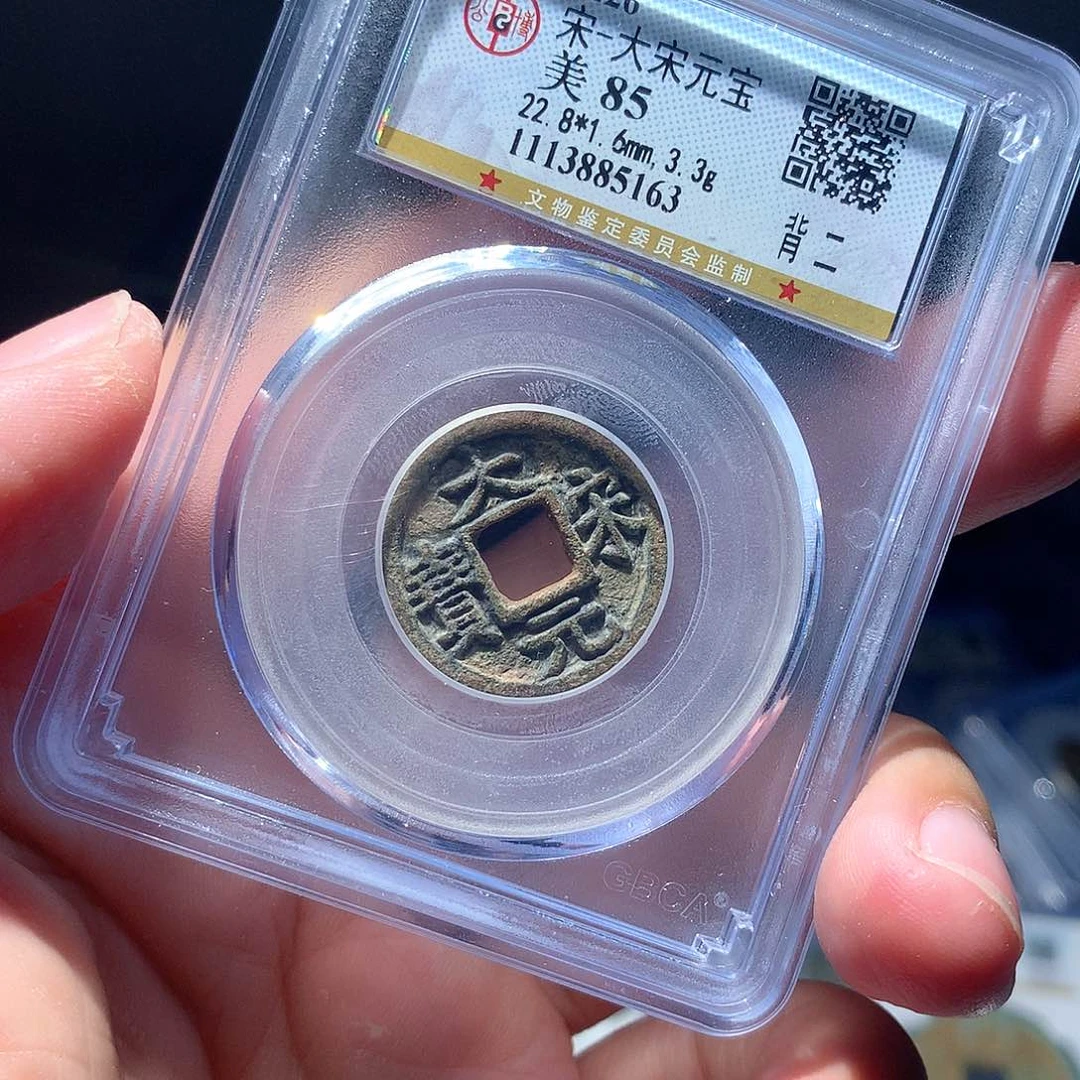 宋-大宋元宝
美 85
22.8*1.6mm,3.3g
1113885163
背二
文物鉴定委员会监制
大宋元寶
GBCA